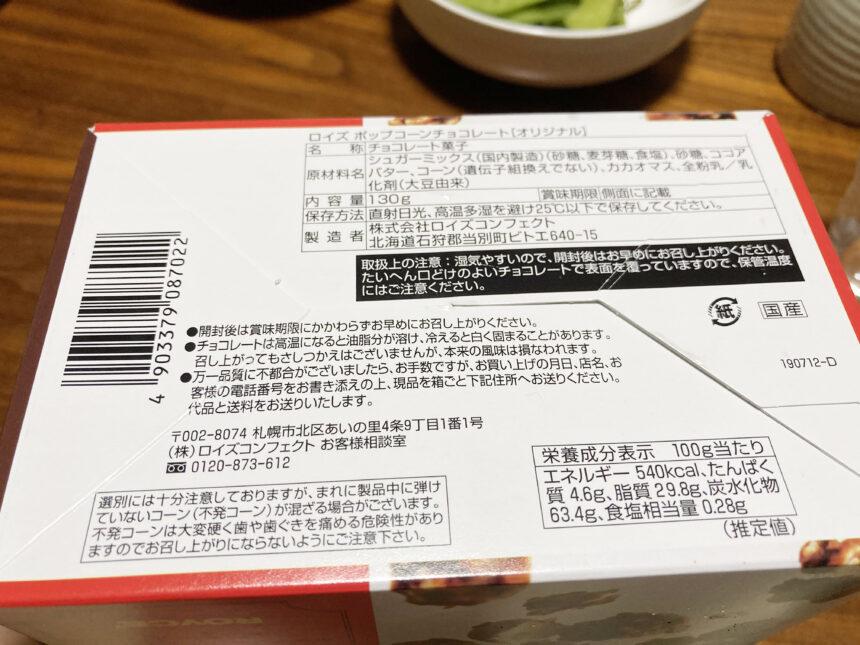 ロイズ ポップコーンチョコレート[オリジナル]
名 称 チョコレート菓子
原材料名 シュガーミックス(国内製造)(砂糖、麦芽糖、食塩)、砂糖、ココア
バター、コーン(遺伝子組換えでない)、カカオマス、全粉乳/乳
化剤(大豆由来)
内 容 量 130g 賞味期限 側面に記載
保存方法 直射日光、高温多湿を避け25℃以下で保存してください。
製 造 者 株式会社ロイズコンフェクト
北海道石狩郡当別町ビトエ640-15
取扱上の注意:湿気やすいので、開封後はお早めにお召し上がりください。
たいへん口どけのよいチョコレートで表面を覆っていますので、保管温度
にはご注意ください。
紙
国産
190712-D
4 903379 087022
●開封後は賞味期限にかかわらずお早めにお召し上がりください。
●チョコレートは高温になると油脂分が溶け、冷えると白く固まることがあります。
召し上がってもさしつかえはございませんが、本来の風味は損なわれます。
●万一品質に不都合がございましたら、お手数ですが、お買い上げの月日、店名、お
客様の電話番号をお書き添えの上、現品を箱ごと下記住所へお送りください。
代品と送料をお送りいたします。
〒002-8074 札幌市北区あいの里4条9丁目1番1号
(株)ロイズコンフェクト お客様相談室
0120-873-612
選別には十分注意しておりますが、まれに製品中に弾け
ていないコーン(不発コーン)が混ざる場合がございます。
不発コーンは大変硬く歯や歯ぐきを痛める危険性があり
ますのでお召し上がりにならないようにご注意下さい。
栄養成分表示 100g当たり
エネルギー 540kcal、たんぱく
質 4.6g、脂質 29.8g、炭水化物
63.4g、食塩相当量 0.28g
(推定値)
ROYCE'